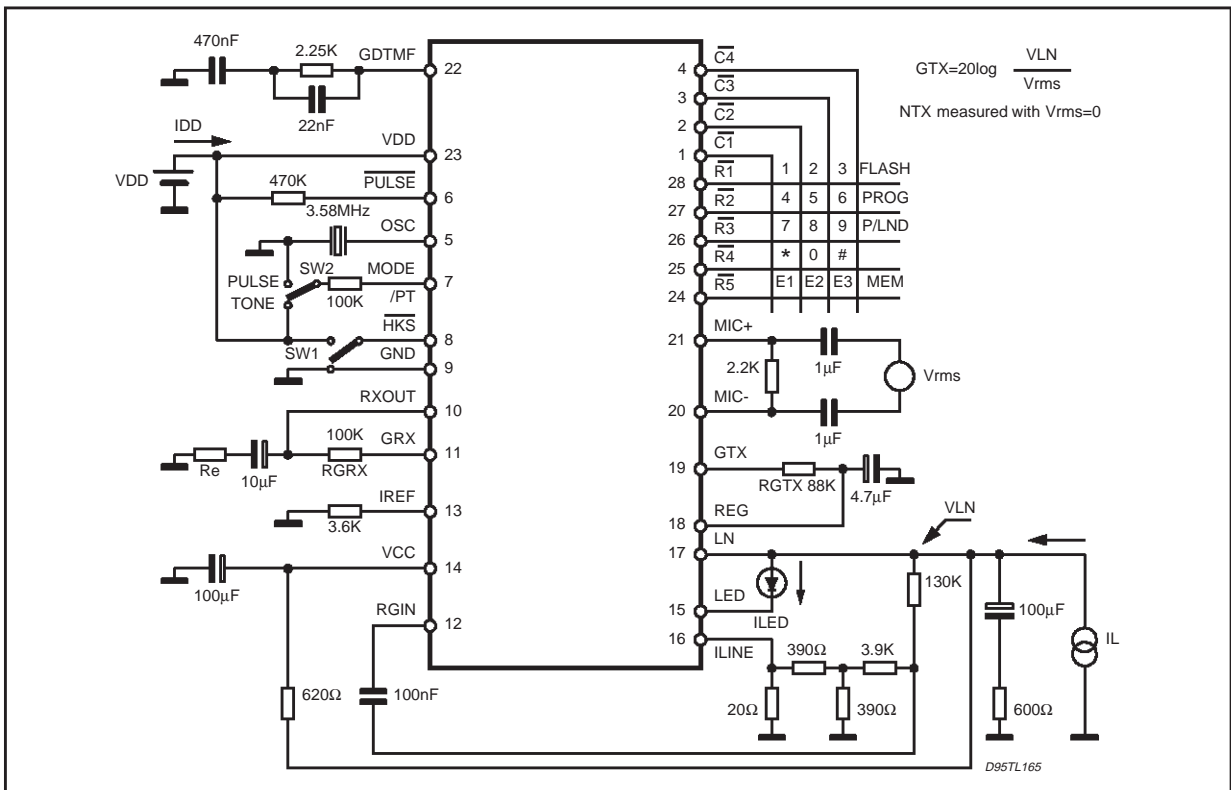 470nF
2.25K
GDTMF
22
22nF
IDD
VDD
23
VDD
470K
PULSE
6
3.58MHz
OSC
5
SW2
PULSE
MODE
7
TONE
100K
/PT
HKS
8
SW1
GND
9
RXOUT
10
100K
GRX
11
Re
10µF
RGRX
IREF
13
3.6K
VCC
14
100µF
RGIN
12
620Ω
100nF
4
C4
3
C3
2
C2
1
C1
28
R1
1 2 3 FLASH
27
R2
4 5 6 PROG
26
R3
7 8 9 P/LND
25
R4
* 0 #
24
R5
E1 E2 E3 MEM
GTX=20log VLN
Vrms
NTX measured with Vrms=0
21
MIC+
1µF
2.2K
Vrms
20
MIC-
1µF
19
GTX
RGTX 88K
4.7µF
18
REG
17
LN
VLN
130K
15
LED
ILED
100µF
IL
16
ILINE
390Ω
3.9K
20Ω
390Ω
600Ω
D95TL165